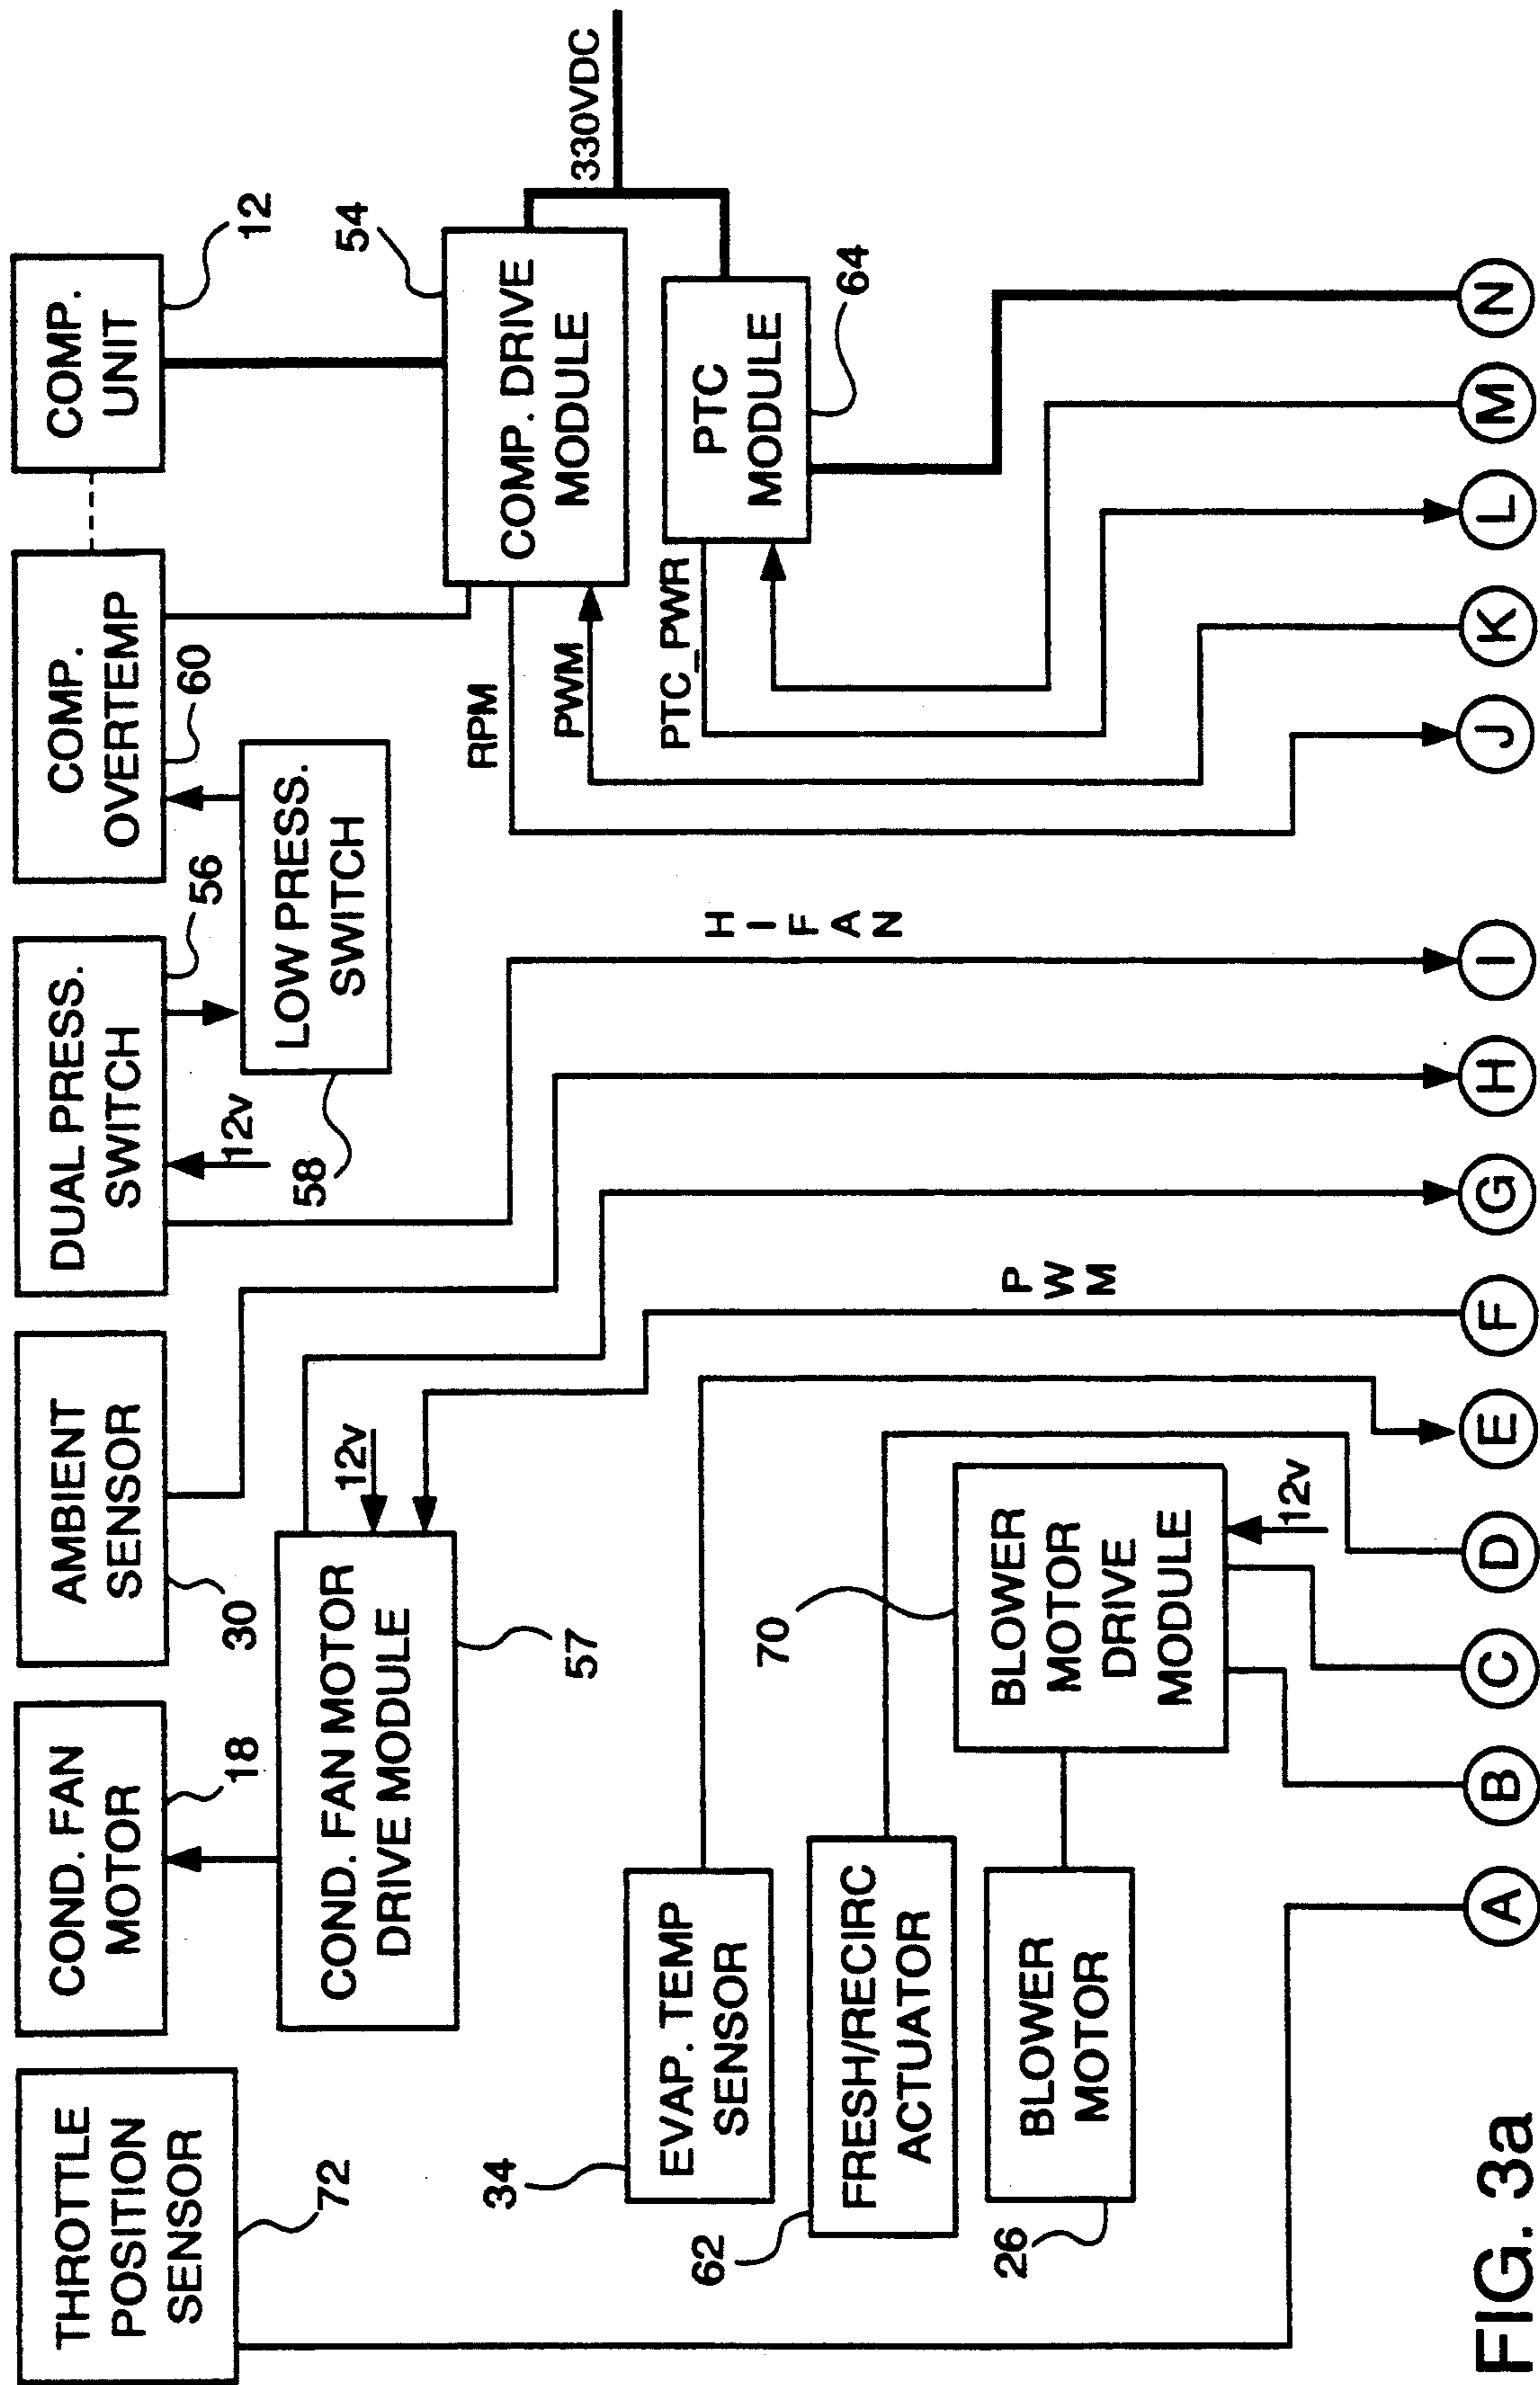 THROTTLE
POSITION
SENSOR
72
COND. FAN
MOTOR
18
AMBIENT
SENSOR
30
DUAL PRESS.
SWITCH
56
12v
COMP.
OVERTEMP
60
COMP.
UNIT
12
LOW PRESS.
SWITCH
58
COND. FAN MOTOR
DRIVE MODULE
57
12v
COMP. DRIVE
MODULE
54
330VDC
RPM
PWM
PTC_PWR
PTC
MODULE
64
HIFAN
PWM
EVAP. TEMP
SENSOR
34
FRESH/RECIRC
ACTUATOR
62
BLOWER
MOTOR
26
BLOWER
MOTOR
DRIVE
MODULE
70
12v
A
B
C
D
E
F
G
H
I
J
K
L
M
N
FIG. 3a